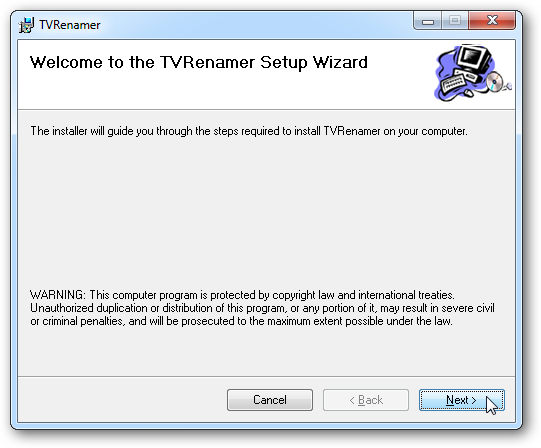 TVRenamer
Welcome to the TVRenamer Setup Wizard
The installer will guide you through the steps required to install TVRenamer on your computer.
WARNING: This computer program is protected by copyright law and international treaties.
Unauthorized duplication or distribution of this program, or any portion of it, may result in severe civil
or criminal penalties, and will be prosecuted to the maximum extent possible under the law.
Cancel
< Back
Next >